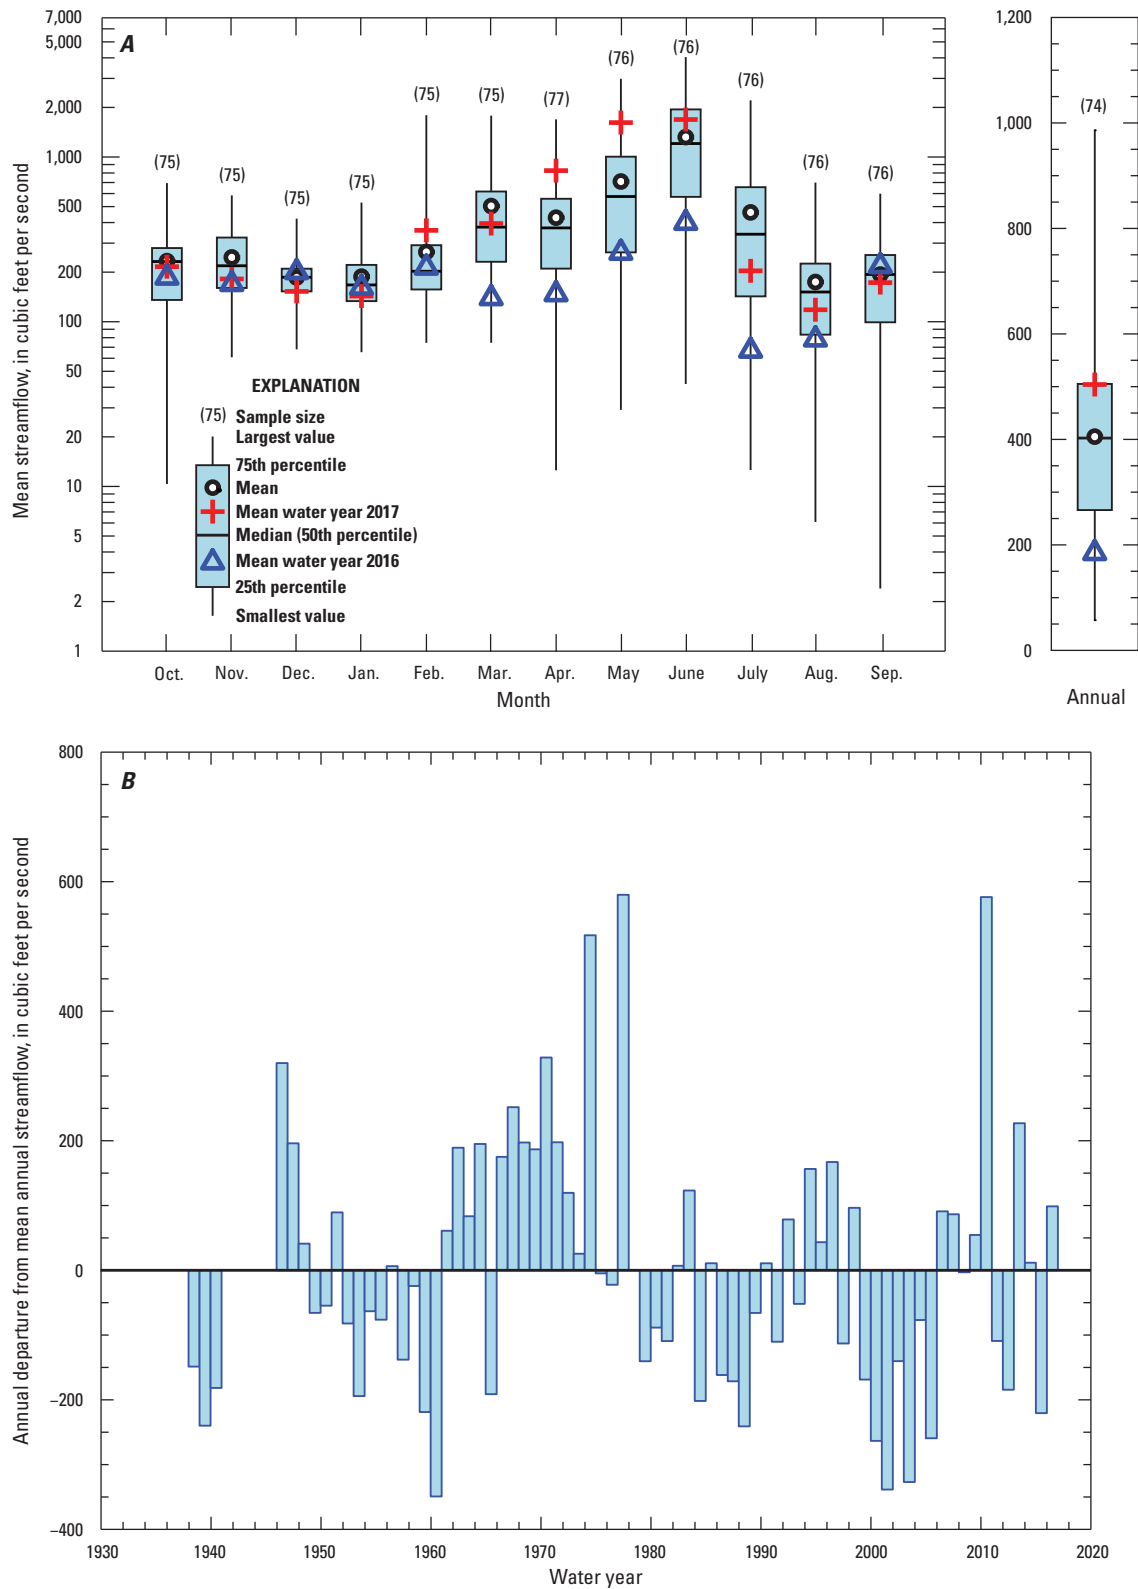 A
7,000
5,000
2,000
1,000
500
200
100
50
20
10
5
2
1
Mean streamflow, in cubic feet per second
(75)
(75)
(75)
(75)
(75)
(75)
(77)
(76)
(76)
(76)
(76)
(76)
EXPLANATION
(75) Sample size
Largest value
75th percentile
Mean
Mean water year 2017
Median (50th percentile)
Mean water year 2016
25th percentile
Smallest value
Oct. Nov. Dec. Jan. Feb. Mar. Apr. May June July Aug. Sep.
Month
1,200
1,000
800
600
400
200
0
(74)
Annual
B
800
600
400
200
0
−200
−400
Annual departure from mean annual streamflow, in cubic feet per second
1930 1940 1950 1960 1970 1980 1990 2000 2010 2020
Water year